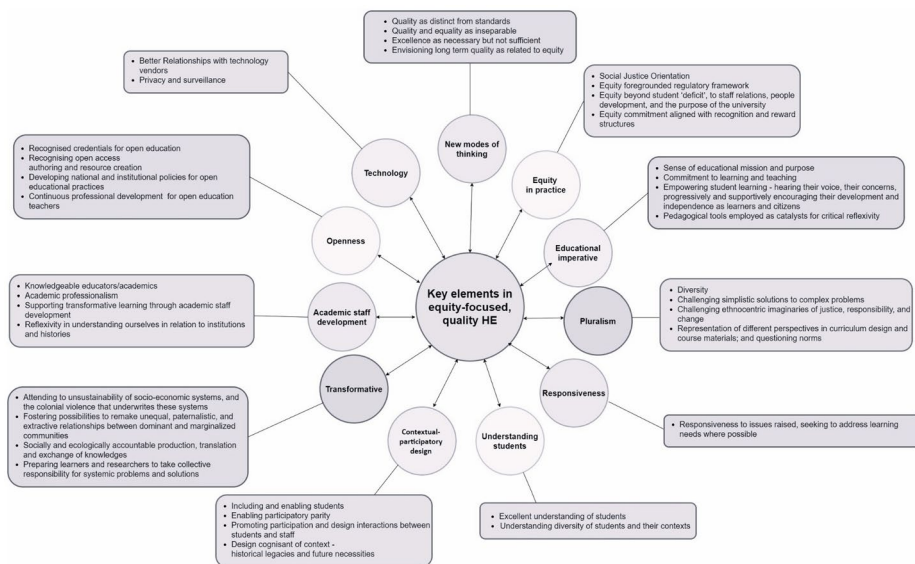 • Quality as distinct from standards
• Quality and equality as inseparable
• Excellence as necessary but not sufficient
• Envisioning long term quality as related to equity
• Better Relationships with technology
vendors
• Privacy and surveillance
• Social Justice Orientation
• Equity foregrounded regulatory framework
• Equity beyond student 'deficit', to staff relations, people
development, and the purpose of the university
• Equity commitment aligned with recognition and reward
structures
New modes of
thinking
Technology
Equity
in practice
• Recognised credentials for open education
• Recognising open access
authoring and resource creation
• Developing national and institutional policies for open
educational practices
• Continuous professional development for open education
teachers
• Sense of educational mission and purpose
• Commitment to learning and teaching
• Empowering student learning - hearing their voice, their concerns,
progressively and supportively encouraging their development and
independence as learners and citizens
• Pedagogical tools employed as catalysts for critical reflexivity
Openness
Educational
imperative
Key elements in
equity-focused,
quality HE
• Knowledgeable educators/academics
• Academic professionalism
• Supporting transformative learning through academic staff
development
• Reflexivity in understanding ourselves in relation to institutions
and histories
Academic staff
development
Pluralism
• Diversity
• Challenging simplistic solutions to complex problems
• Challenging ethnocentric imaginaries of justice, responsibility, and
change
• Representation of different perspectives in curriculum design and
course materials; and questioning norms
Transformative
Responsiveness
• Attending to unsustainability of socio-economic systems, and
the colonial violence that underwrites these systems
• Fostering possibilities to remake unequal, paternalistic, and
extractive relationships between dominant and marginalized
communities
• Socially and ecologically accountable production, translation
and exchange of knowledges
• Preparing learners and researchers to take collective
responsibility for systemic problems and solutions
• Responsiveness to issues raised, seeking to address learning
needs where possible
Contextual-
participatory
design
Understanding
students
• Including and enabling students
• Enabling participatory parity
• Promoting participation and design interactions between
students and staff
• Design cognisant of context -
historical legacies and future necessities
• Excellent understanding of students
• Understanding diversity of students and their contexts